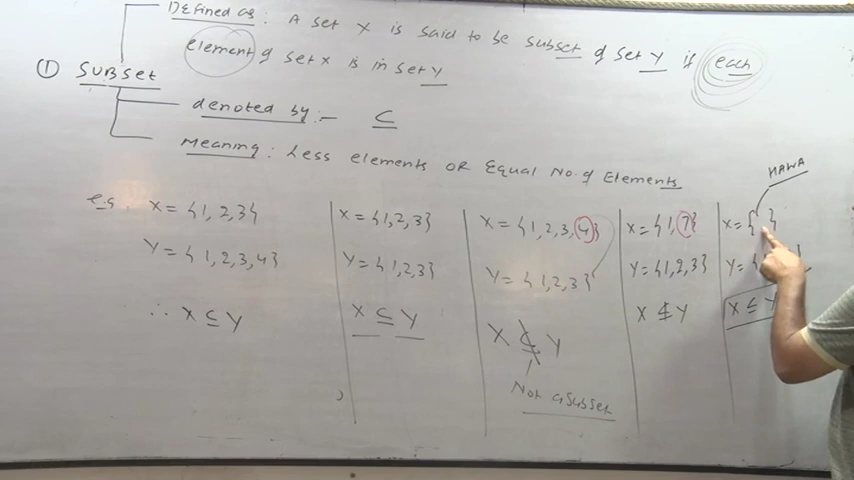 Defined as : A set X is said to be subset of set Y if each
element of set X is in set Y
① SUBSET
denoted by :- ⊆
Meaning : Less elements OR Equal No. of Elements
HAWA
e.g. X = {1, 2, 3}
Y = {1, 2, 3, 4}
∴ X ⊆ Y
X = {1, 2, 3}
Y = {1, 2, 3}
X ⊆ Y
X = {1, 2, 3, 4}
Y = {1, 2, 3}
X ⊈ Y
Not a subset
X = {1, 7}
Y = {1, 2, 3}
X ⊈ Y
X = { }
Y = {
X ⊆ Y